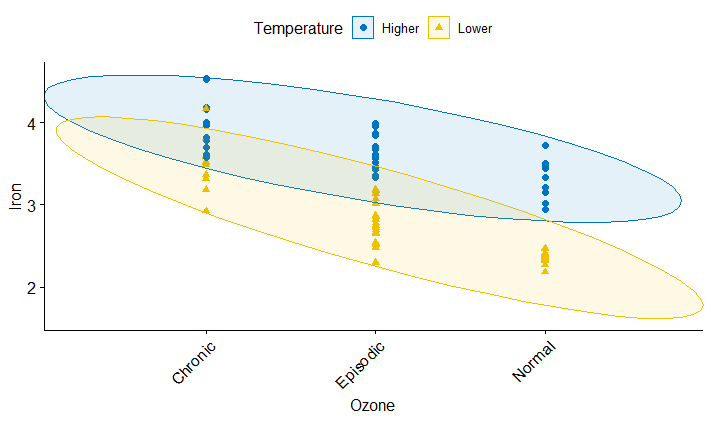 Temperature Higher Lower
Iron
4
3
2
Chronic Episodic Normal
Ozone